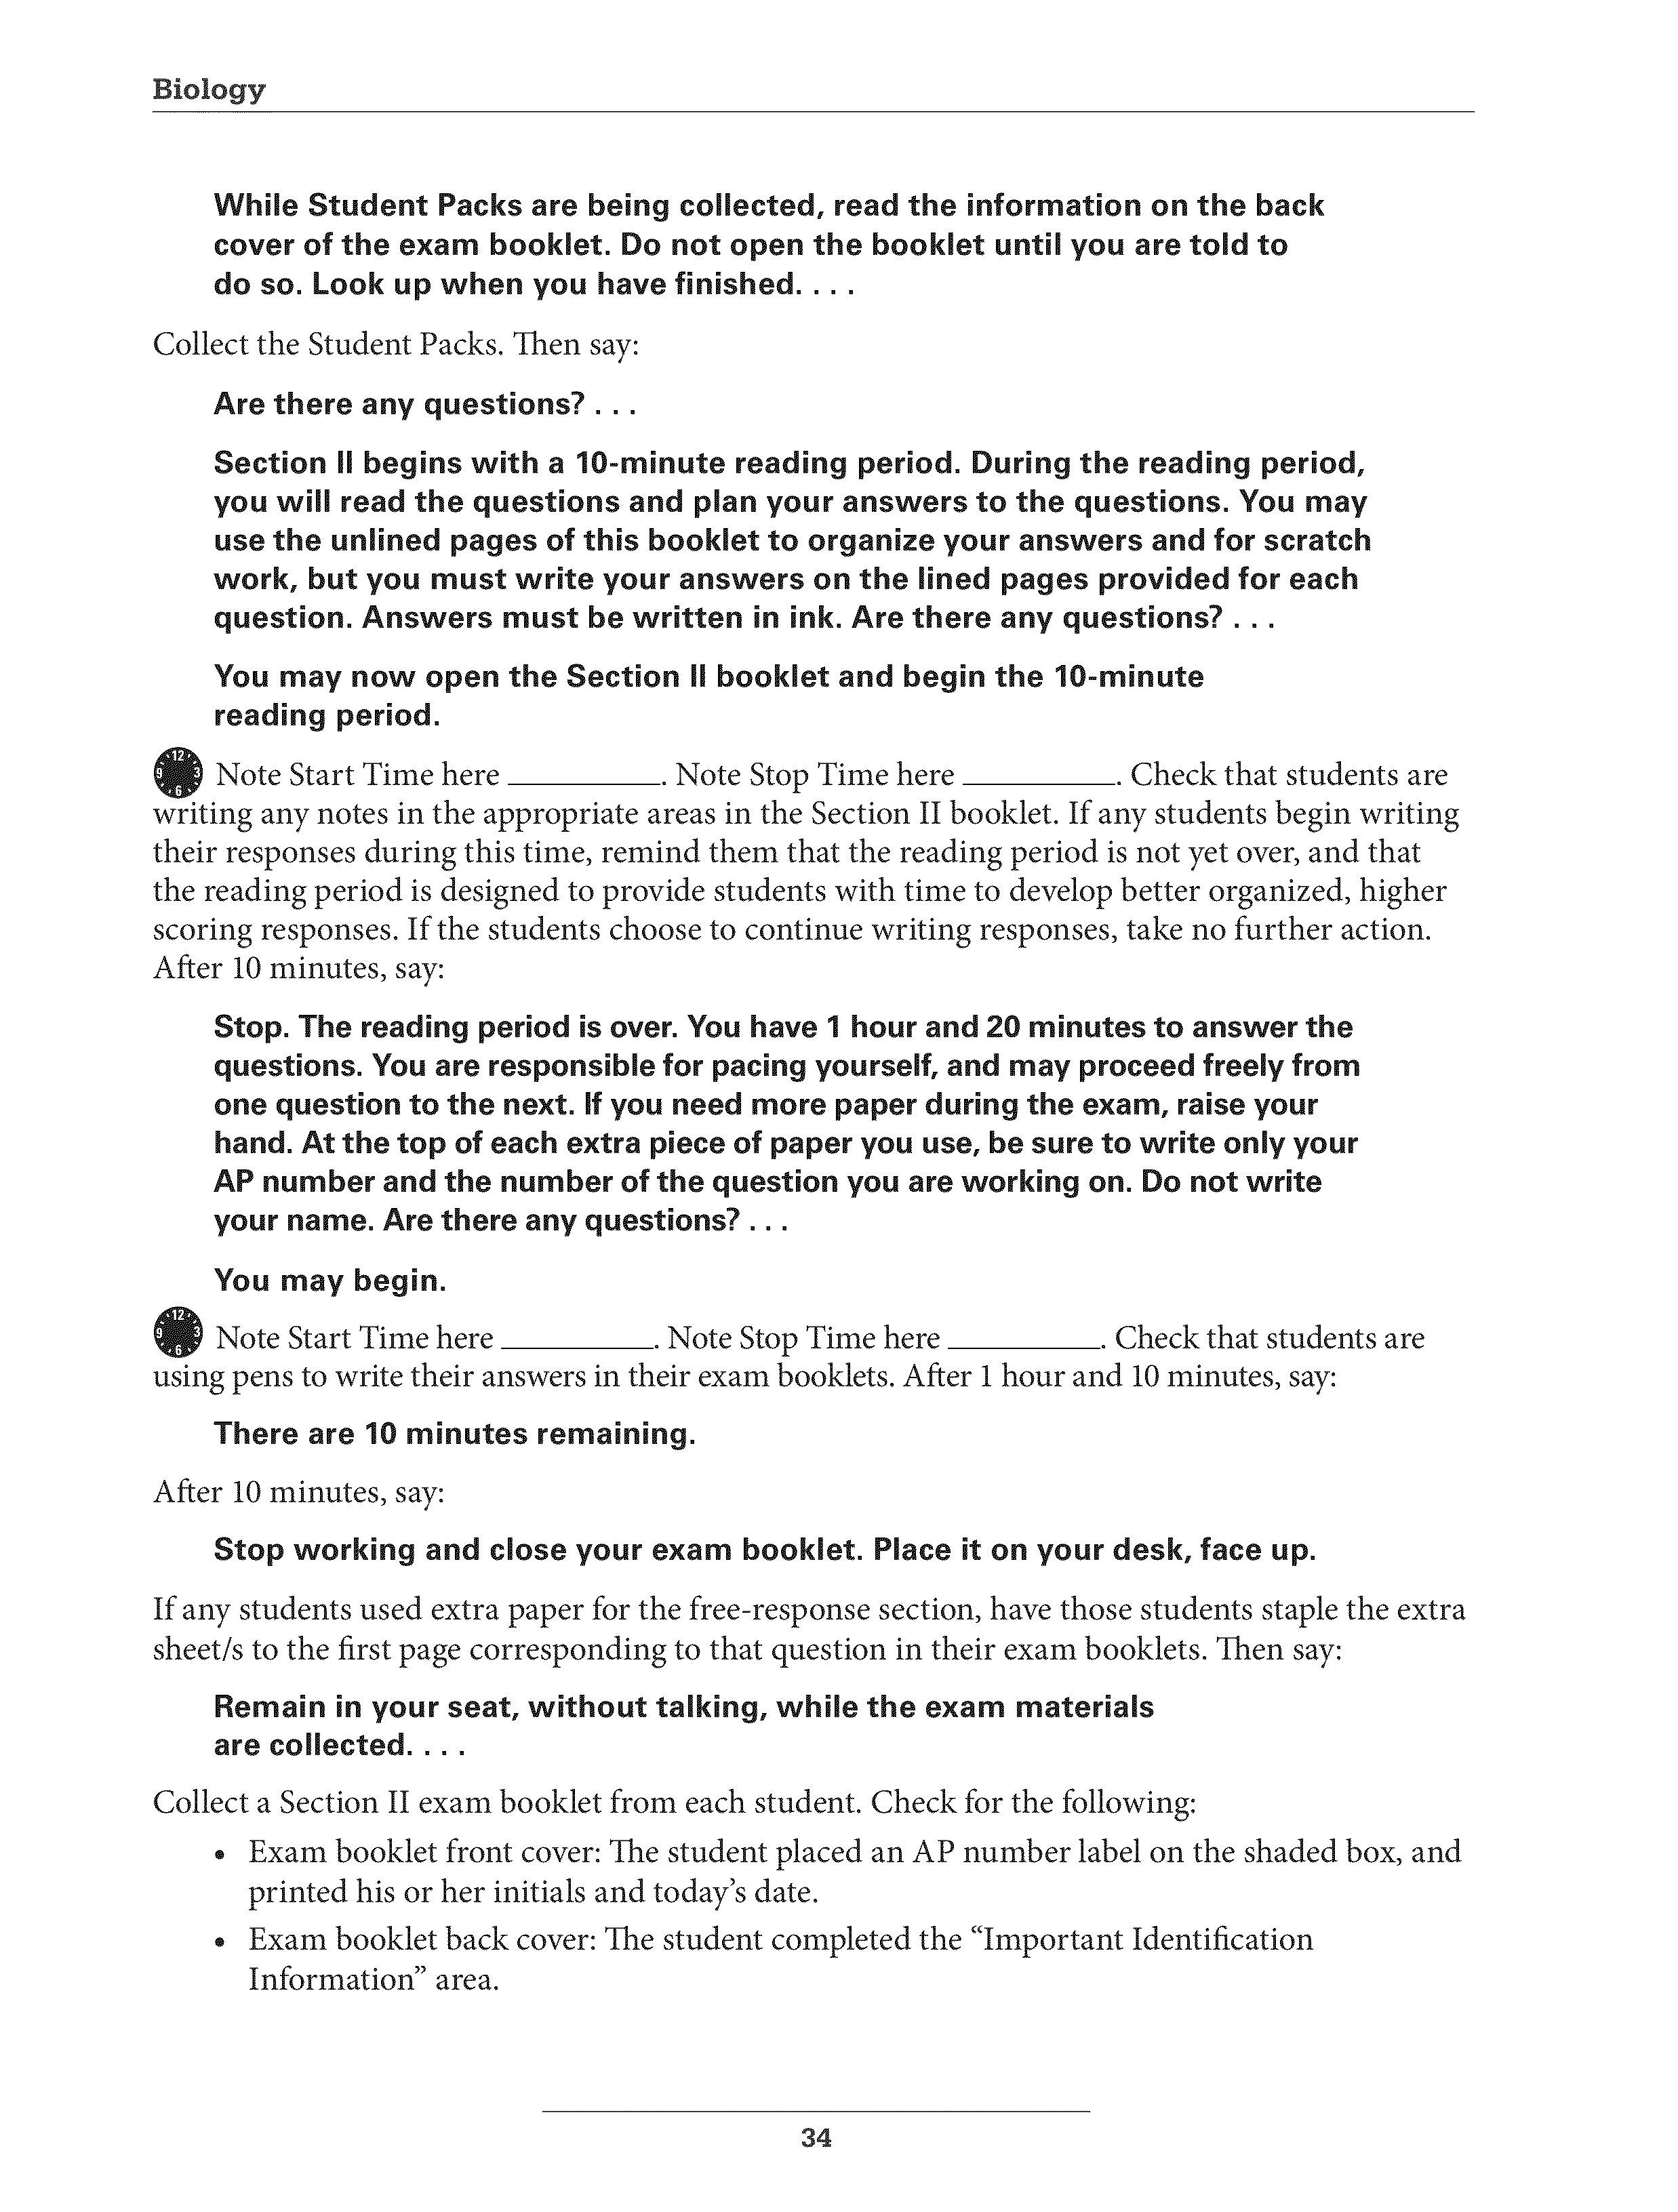 Biology
While Student Packs are being collected, read the information on the back
cover of the exam booklet. Do not open the booklet until you are told to
do so. Look up when you have finished. . . .
Collect the Student Packs. Then say:
Are there any questions? . . .
Section II begins with a 10-minute reading period. During the reading period,
you will read the questions and plan your answers to the questions. You may
use the unlined pages of this booklet to organize your answers and for scratch
work, but you must write your answers on the lined pages provided for each
question. Answers must be written in ink. Are there any questions? . . .
You may now open the Section II booklet and begin the 10-minute
reading period.
12 3 6 9 Note Start Time here __________. Note Stop Time here __________. Check that students are
writing any notes in the appropriate areas in the Section II booklet. If any students begin writing
their responses during this time, remind them that the reading period is not yet over, and that
the reading period is designed to provide students with time to develop better organized, higher
scoring responses. If the students choose to continue writing responses, take no further action.
After 10 minutes, say:
Stop. The reading period is over. You have 1 hour and 20 minutes to answer the
questions. You are responsible for pacing yourself, and may proceed freely from
one question to the next. If you need more paper during the exam, raise your
hand. At the top of each extra piece of paper you use, be sure to write only your
AP number and the number of the question you are working on. Do not write
your name. Are there any questions? . . .
You may begin.
12 3 6 9 Note Start Time here __________. Note Stop Time here __________. Check that students are
using pens to write their answers in their exam booklets. After 1 hour and 10 minutes, say:
There are 10 minutes remaining.
After 10 minutes, say:
Stop working and close your exam booklet. Place it on your desk, face up.
If any students used extra paper for the free-response section, have those students staple the extra
sheet/s to the first page corresponding to that question in their exam booklets. Then say:
Remain in your seat, without talking, while the exam materials
are collected. . . .
Collect a Section II exam booklet from each student. Check for the following:
• Exam booklet front cover: The student placed an AP number label on the shaded box, and
printed his or her initials and today’s date.
• Exam booklet back cover: The student completed the “Important Identification
Information” area.
34